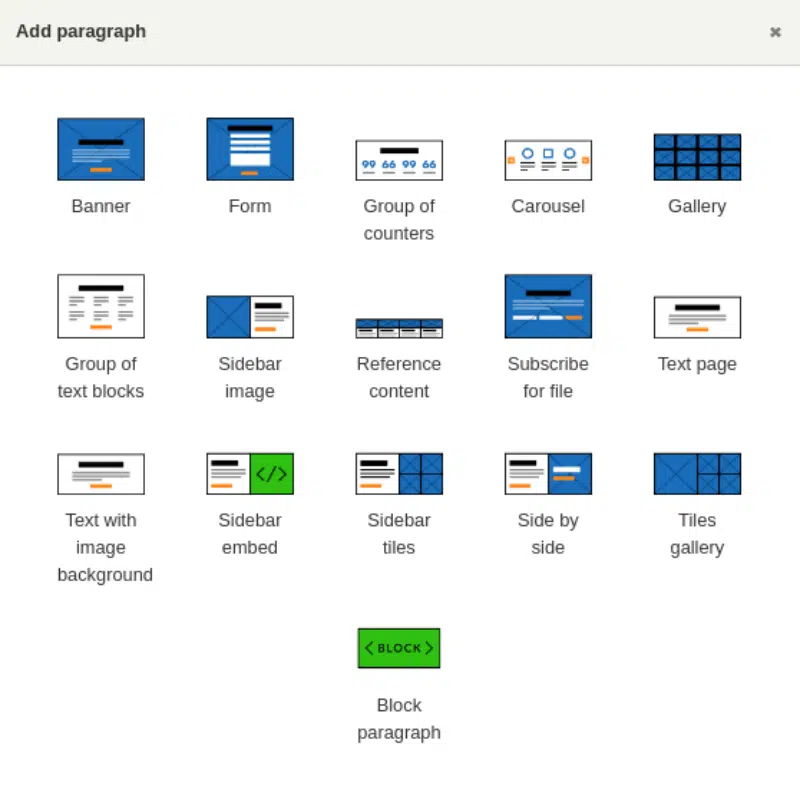 Add paragraph
99 66 99 66
Banner
Form
Group of
counters
Carousel
Gallery
Group of
text blocks
Sidebar
image
Reference
content
Subscribe
for file
Text page
</>
Text with
image
background
Sidebar
embed
Sidebar
tiles
Side by
side
Tiles
gallery
<BLOCK>
Block
paragraph